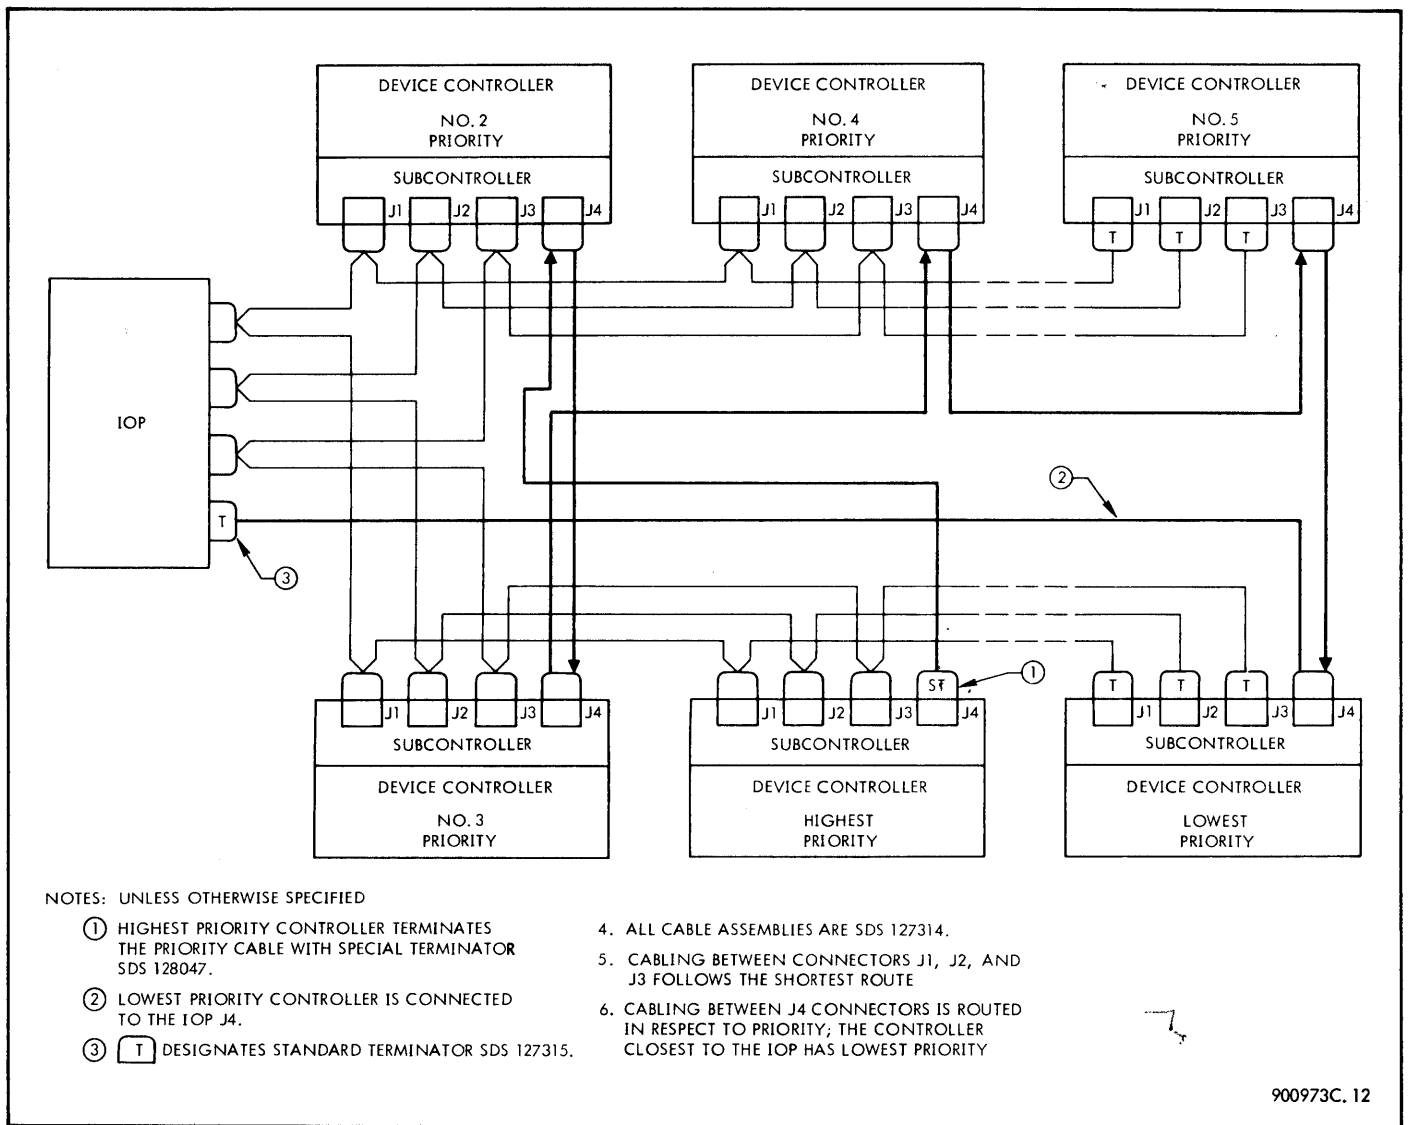 DEVICE CONTROLLER
NO. 2
PRIORITY
SUBCONTROLLER
J1 J2 J3 J4
DEVICE CONTROLLER
NO. 4
PRIORITY
SUBCONTROLLER
J1 J2 J3 J4
DEVICE CONTROLLER
NO. 5
PRIORITY
SUBCONTROLLER
J1 J2 J3 J4
T T T
IOP
T
2
3
1
T T T
ST
J1 J2 J3 J4
SUBCONTROLLER
DEVICE CONTROLLER
NO. 3
PRIORITY
J1 J2 J3 J4
SUBCONTROLLER
DEVICE CONTROLLER
HIGHEST
PRIORITY
J1 J2 J3 J4
SUBCONTROLLER
DEVICE CONTROLLER
LOWEST
PRIORITY
NOTES: UNLESS OTHERWISE SPECIFIED
1 HIGHEST PRIORITY CONTROLLER TERMINATES
THE PRIORITY CABLE WITH SPECIAL TERMINATOR
SDS 128047.
2 LOWEST PRIORITY CONTROLLER IS CONNECTED
TO THE IOP J4.
3 T DESIGNATES STANDARD TERMINATOR SDS 127315.
4. ALL CABLE ASSEMBLIES ARE SDS 127314.
5. CABLING BETWEEN CONNECTORS J1, J2, AND
J3 FOLLOWS THE SHORTEST ROUTE
6. CABLING BETWEEN J4 CONNECTORS IS ROUTED
IN RESPECT TO PRIORITY; THE CONTROLLER
CLOSEST TO THE IOP HAS LOWEST PRIORITY
900973C. 12